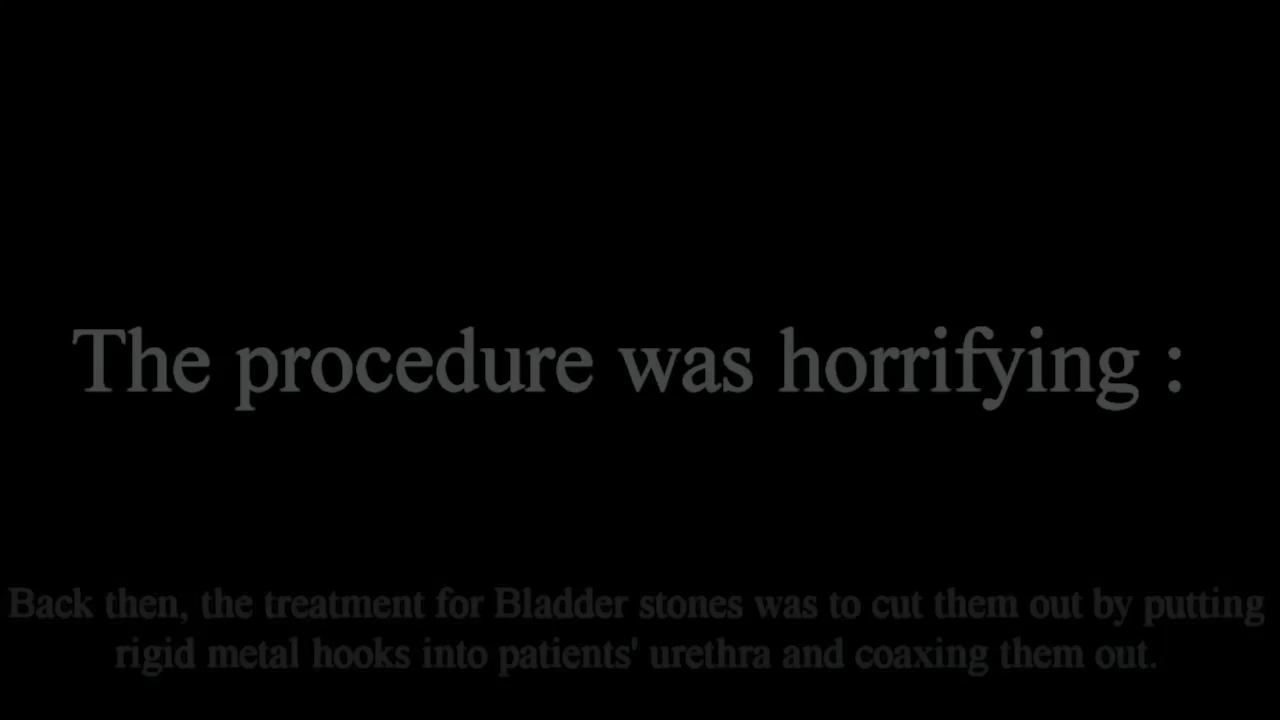 The procedure was horrifying :
Back then, the treatment for Bladder stones was to cut them out by putting
rigid metal hooks into patients' urethra and coaxing them out.